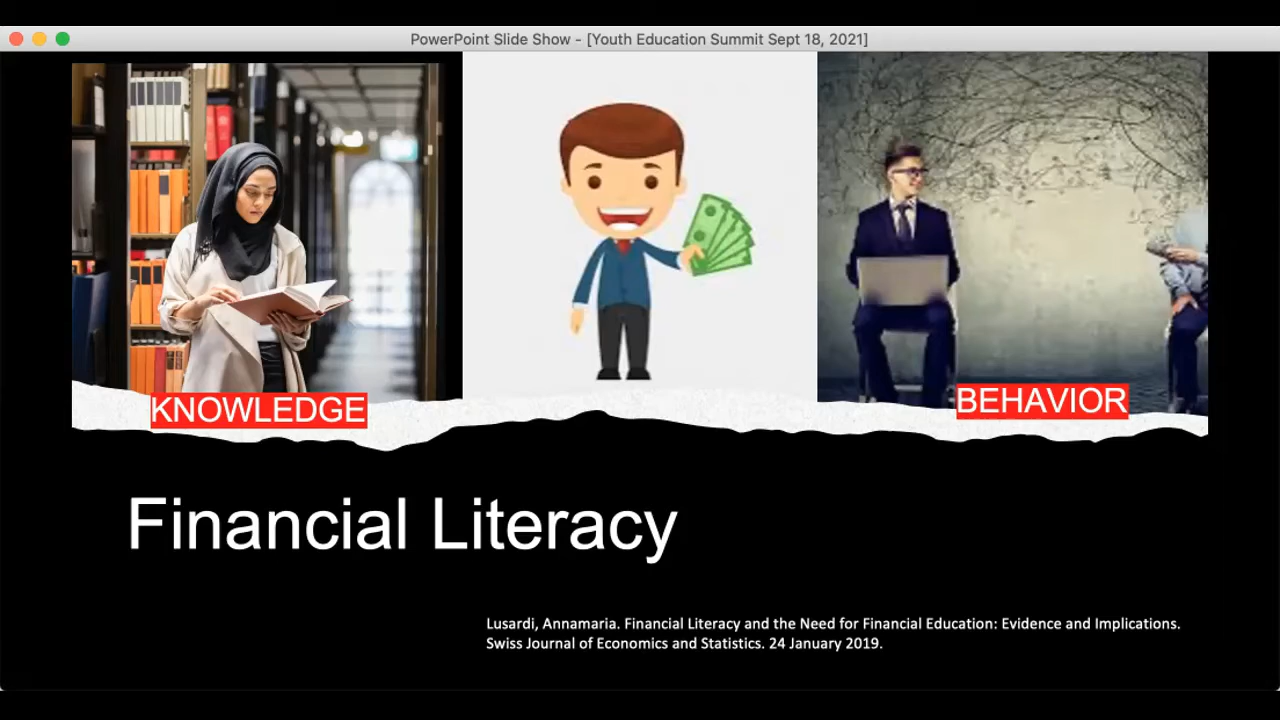 PowerPoint Slide Show - [Youth Education Summit Sept 18, 2021]
KNOWLEDGE
BEHAVIOR
Financial Literacy
Lusardi, Annamaria. Financial Literacy and the Need for Financial Education: Evidence and Implications.
Swiss Journal of Economics and Statistics. 24 January 2019.